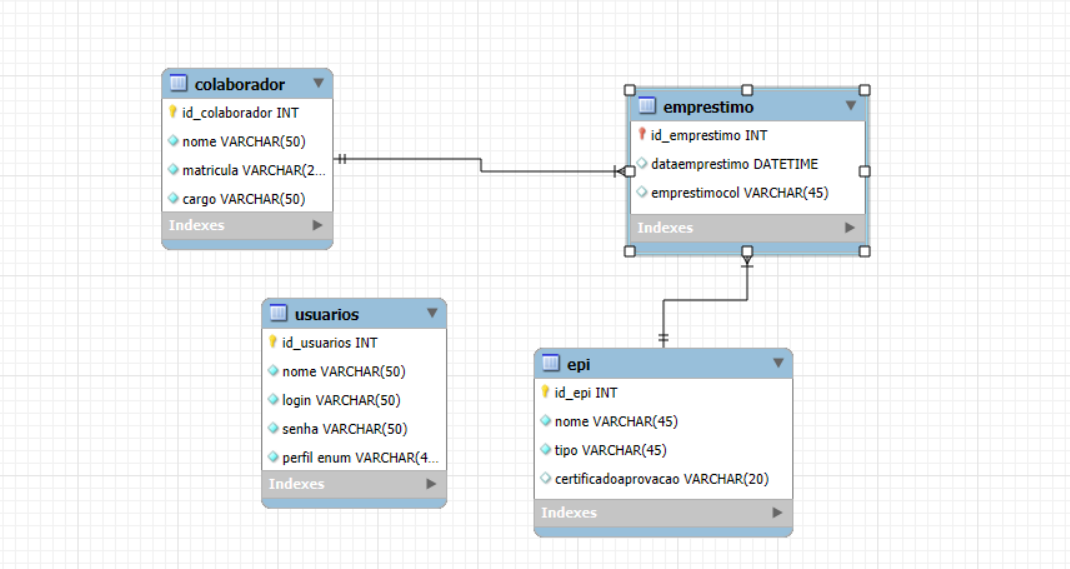 colaborador
id_colaborador INT
nome VARCHAR(50)
matricula VARCHAR(2...
cargo VARCHAR(50)
Indexes
emprestimo
id_emprestimo INT
dataemprestimo DATETIME
emprestimocol VARCHAR(45)
Indexes
usuarios
id_usuarios INT
nome VARCHAR(50)
login VARCHAR(50)
senha VARCHAR(50)
perfil enum VARCHAR(4...
Indexes
epi
id_epi INT
nome VARCHAR(45)
tipo VARCHAR(45)
certificadoaprovacao VARCHAR(20)
Indexes